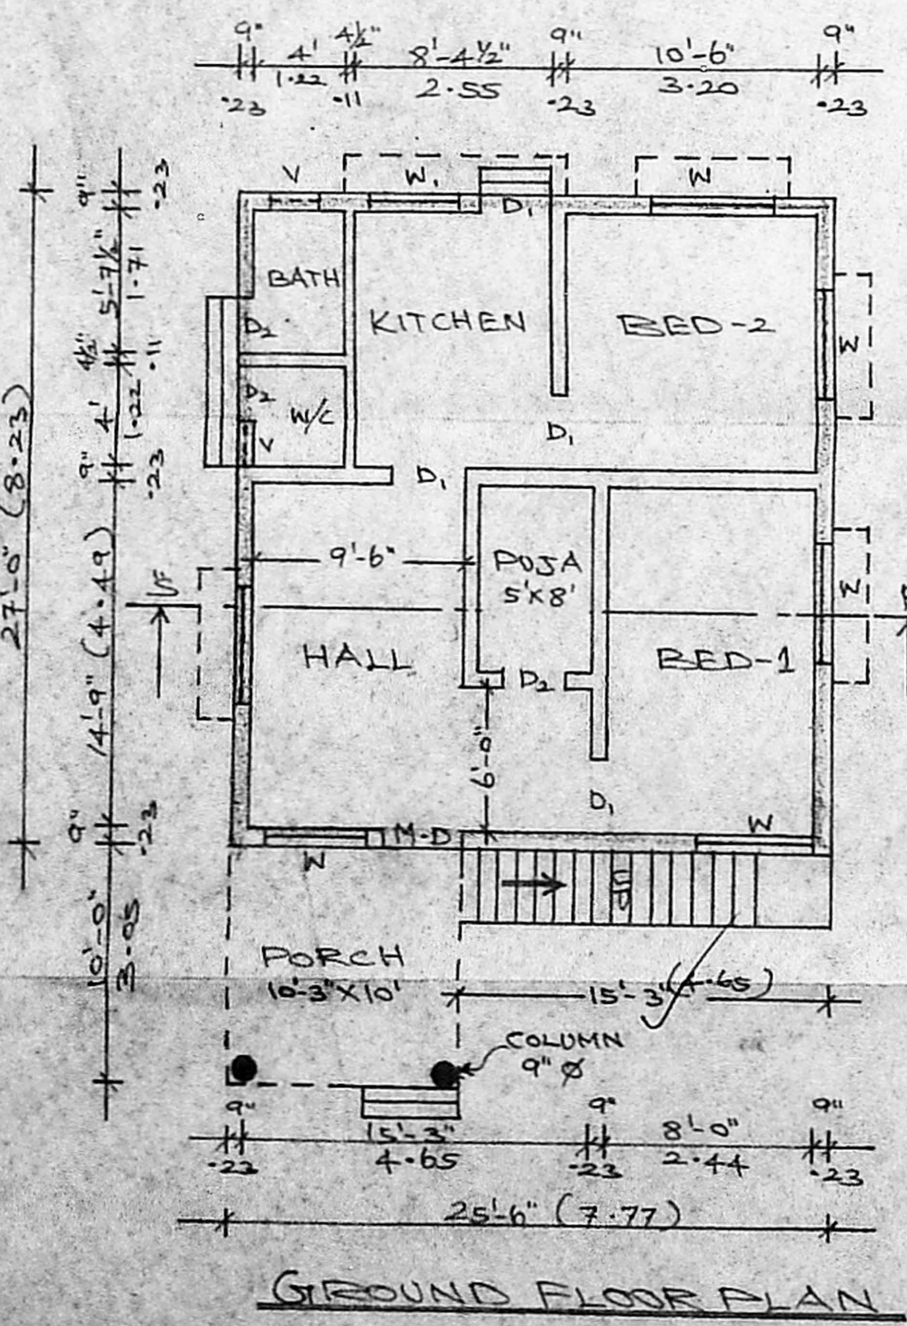 9" 4' 4½" 8'-4½" 9" 10'-6" 9"
.23 1.22 .11 2.55 .23 3.20 .23
V W1 D1 W
9" .23
5'-7½" 1.71
4½" .11
4' 1.22
9" .23
27'-0" (8.23)
14'-9" (4.49)
9" .23
10'-0" 3.05
BATH
D2
KITCHEN
BED-2
W
D2 W/C
V
D1
D1
9'-6"
POJA
5'X8'
W
W
HALL
D2
BED-1
6'-0"
D1
W M-D W
UP
PORCH
10'-3"X10'
15'-3" (4.65)
COLUMN
9" Ø
9" 15'-3" 9" 8'-0" 9"
.23 4.65 .23 2.44 .23
25'-6" (7.77)
GROUND FLOOR PLAN